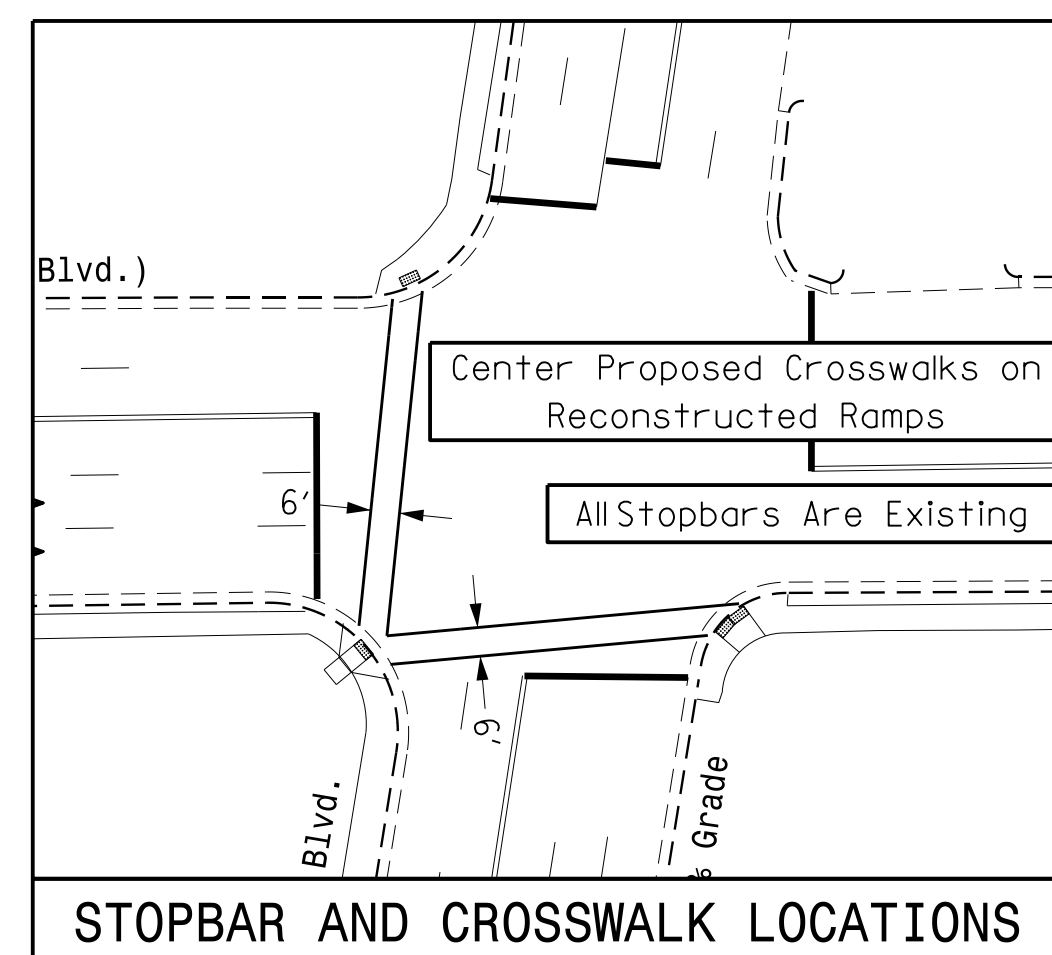 Blvd.)
Center Proposed Crosswalks on
Reconstructed Ramps
All Stopbars Are Existing
6'
6'
Blvd.
% Grade
STOPBAR AND CROSSWALK LOCATIONS